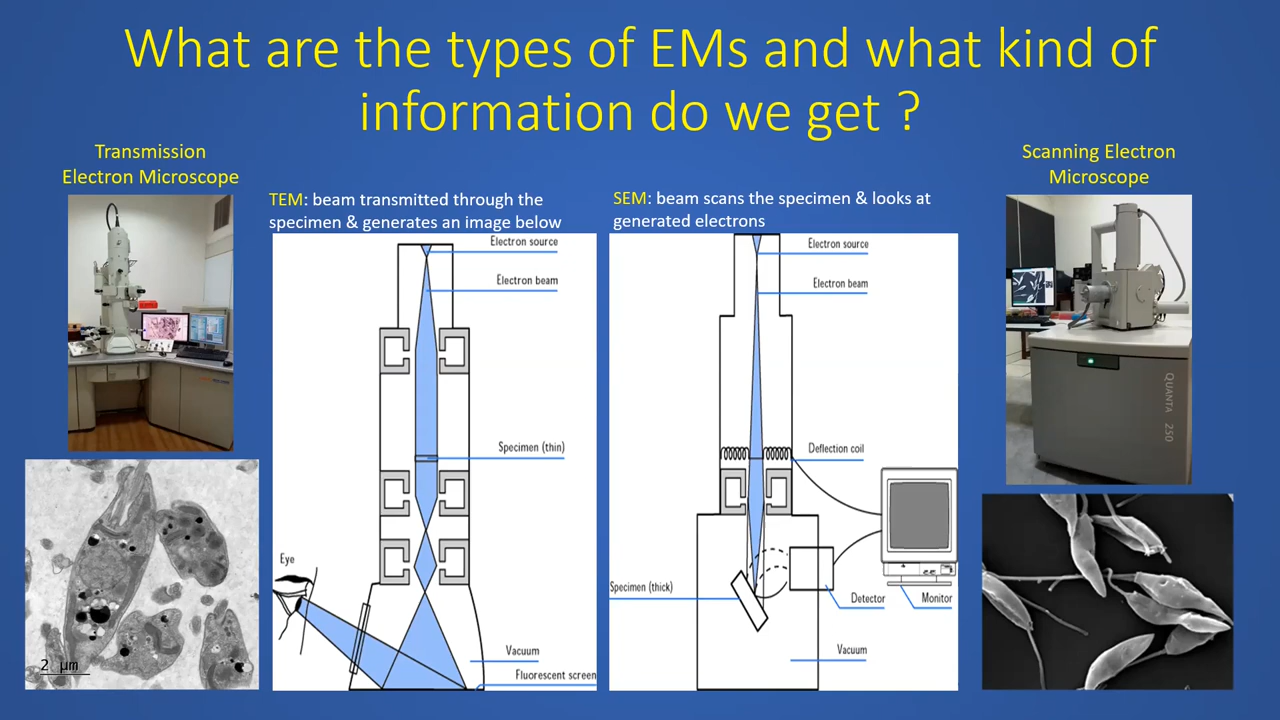 What are the types of EMs and what kind of
information do we get ?
Transmission
Electron Microscope
TEM: beam transmitted through the
specimen & generates an image below
SEM: beam scans the specimen & looks at
generated electrons
Scanning Electron
Microscope
Electron source
Electron beam
Specimen (thin)
Eye
Vacuum
Fluorescent screen
Electron source
Electron beam
Deflection coil
Specimen (thick)
Detector
Monitor
Vacuum
QUANTA 250
2 µm